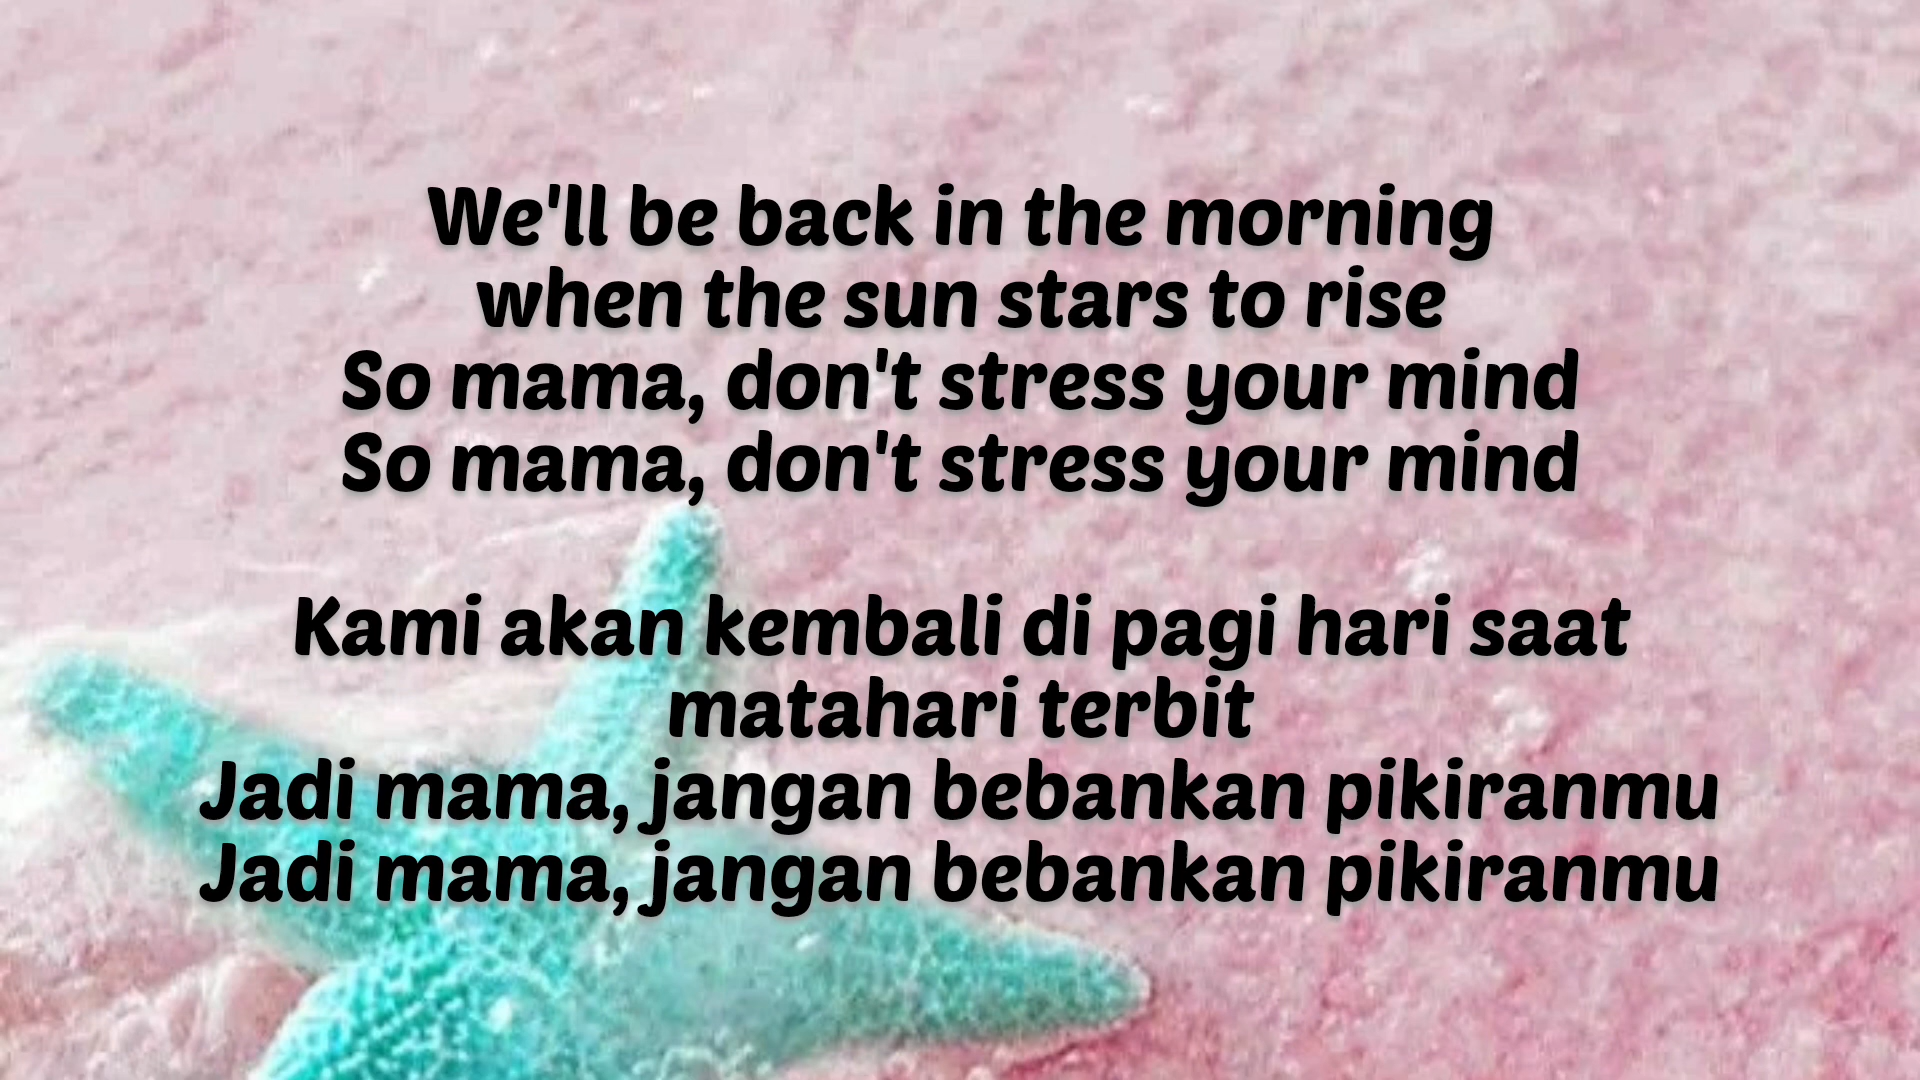 We'll be back in the morning
when the sun stars to rise
So mama, don't stress your mind
So mama, don't stress your mind
Kami akan kembali di pagi hari saat
matahari terbit
Jadi mama, jangan bebankan pikiranmu
Jadi mama, jangan bebankan pikiranmu